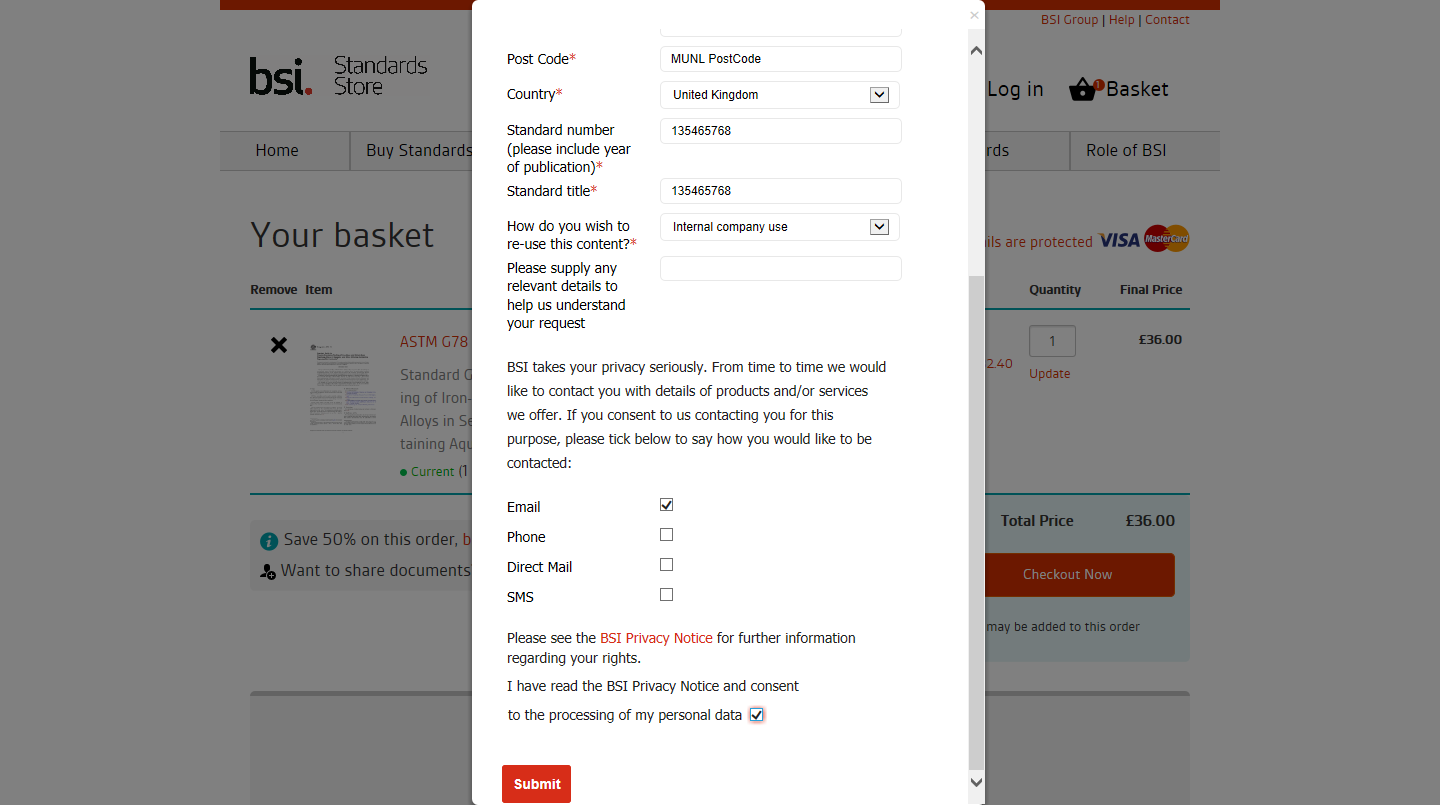 BSI Group | Help | Contact
bsi. Standards Store
Log in
1 Basket
Home
Buy Standards
rds
Role of BSI
Your basket
ils are protected VISA MasterCard
Remove Item
Quantity
Final Price
ASTM G78
Standard G
ing of Iron-
Alloys in Se
taining Aqu
Current (1
2.40
1
Update
£36.00
Save 50% on this order, b
Want to share documents
Total Price £36.00
Checkout Now
may be added to this order
×
Post Code* MUNL PostCode
Country* United Kingdom
Standard number
(please include year
of publication)*
135465768
Standard title* 135465768
How do you wish to
re-use this content?*
Internal company use
Please supply any
relevant details to
help us understand
your request
BSI takes your privacy seriously. From time to time we would
like to contact you with details of products and/or services
we offer. If you consent to us contacting you for this
purpose, please tick below to say how you would like to be
contacted:
Email
Phone
Direct Mail
SMS
Please see the BSI Privacy Notice for further information
regarding your rights.
I have read the BSI Privacy Notice and consent
to the processing of my personal data
Submit